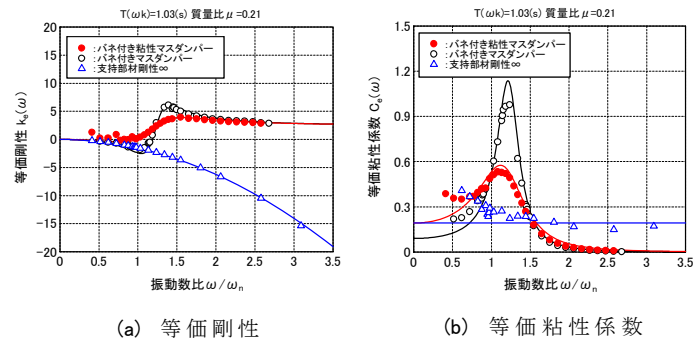 T(ωk)=1.03(s) 質量比μ=0.21
:バネ付き粘性マスダンパー
:バネ付きマスダンパー
:支持部材剛性∞
等価剛性 ke(ω)
10
5
0
-5
-10
-15
-20
0 0.5 1 1.5 2 2.5 3 3.5
振動数比ω/ωn
(a) 等価剛性
T(ωk)=1.03(s) 質量比μ=0.21
:バネ付き粘性マスダンパー
:バネ付きマスダンパー
:支持部材剛性∞
等価粘性係数 Ce(ω)
1.5
1.2
0.9
0.6
0.3
0
0 0.5 1 1.5 2 2.5 3 3.5
振動数比ω/ωn
(b) 等価粘性係数